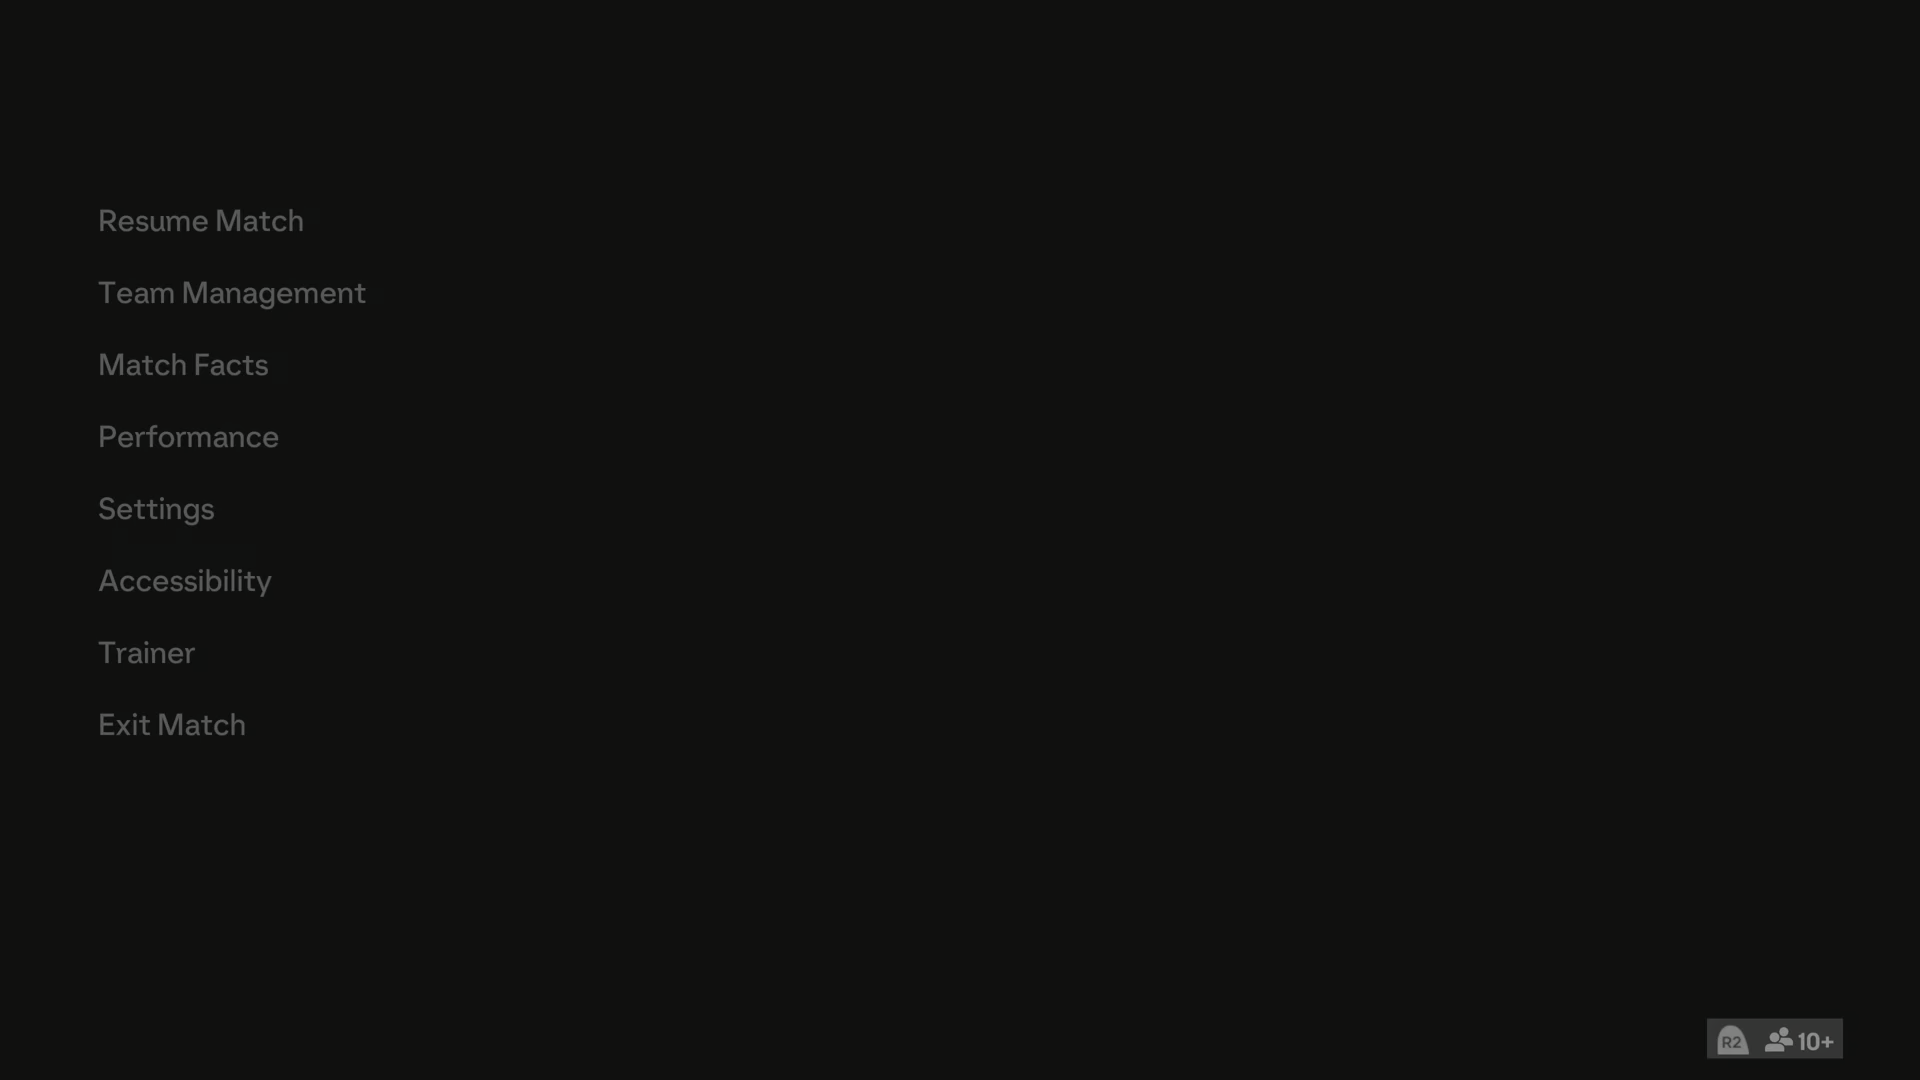 Resume Match
Team Management
Match Facts
Performance
Settings
Accessibility
Trainer
Exit Match
R2 10+